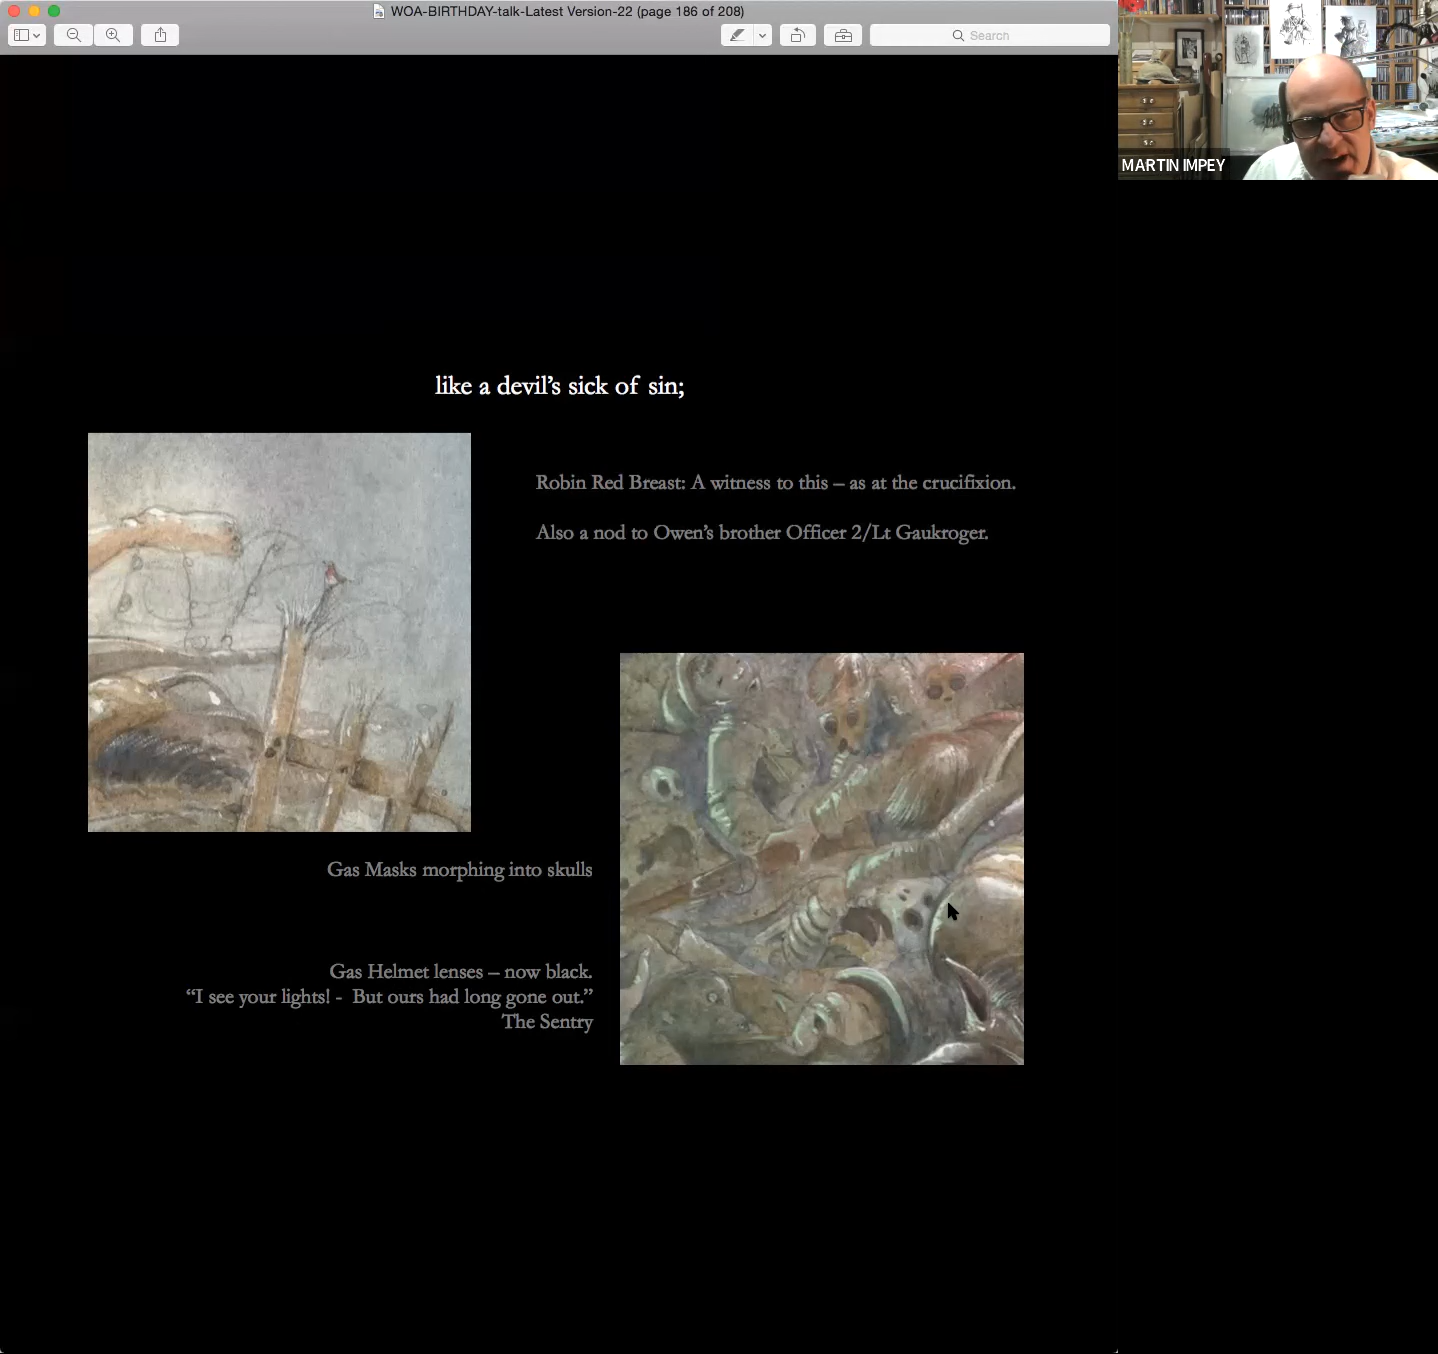 WOA-BIRTHDAY-talk-Latest Version-22 (page 186 of 208)
Search
MARTIN IMPEY
like a devil’s sick of sin;
Robin Red Breast: A witness to this – as at the crucifixion.
Also a nod to Owen’s brother Officer 2/Lt Gaukroger.
Gas Masks morphing into skulls
Gas Helmet lenses – now black.
“I see your lights! -  But ours had long gone out.”
The Sentry